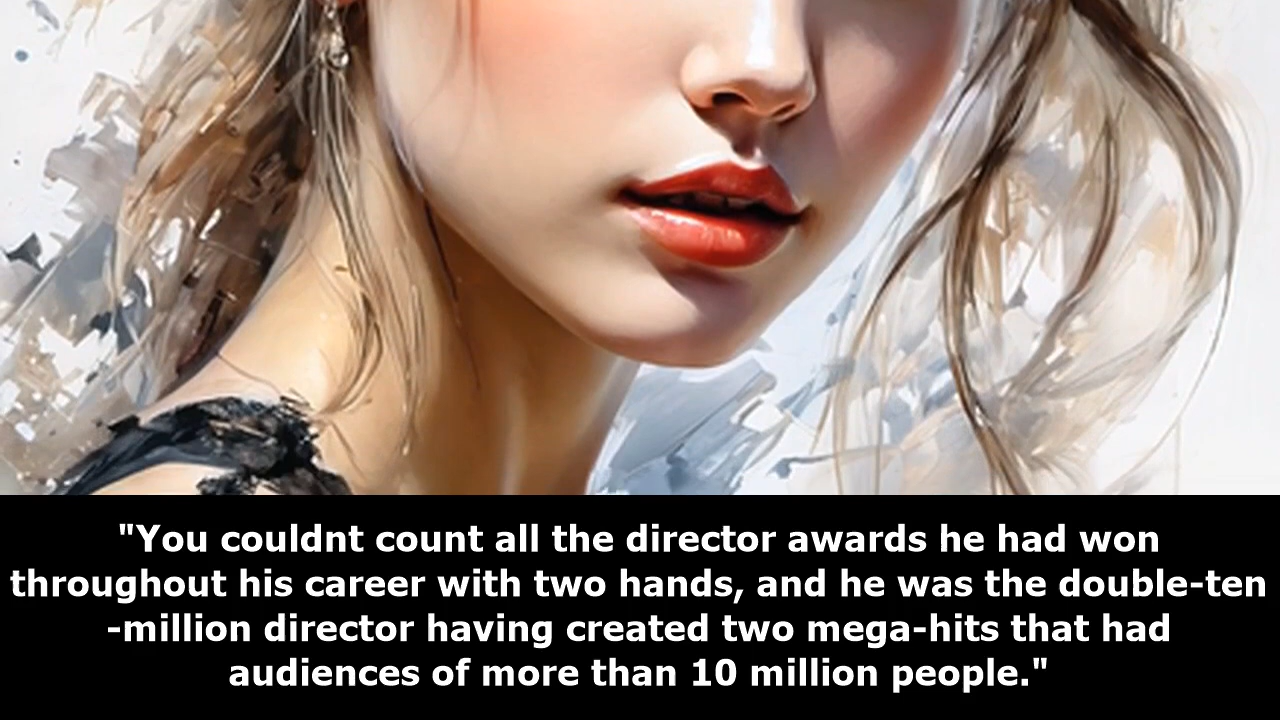 "You couldnt count all the director awards he had won
throughout his career with two hands, and he was the double-ten
-million director having created two mega-hits that had
audiences of more than 10 million people."